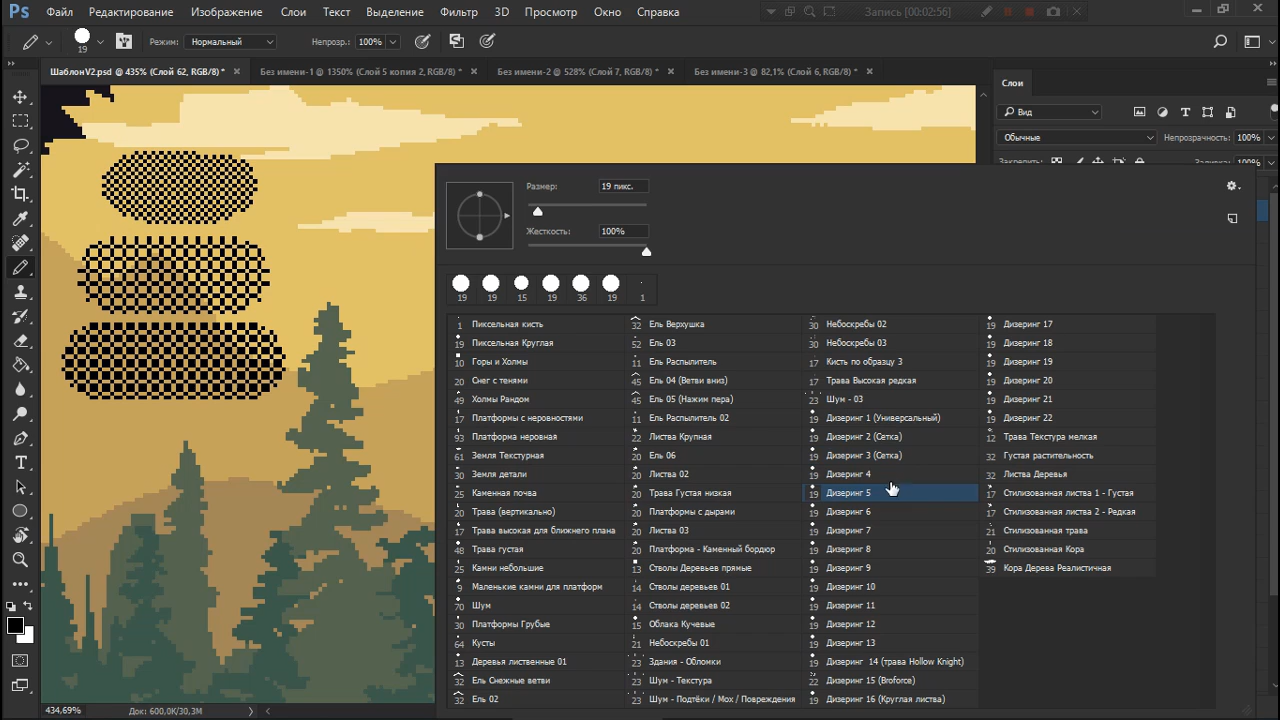 Ps Файл Редактирование Изображение Слои Текст Выделение Фильтр 3D Просмотр Окно Справка Запись [00:02:56]
19 Режим: Нормальный Непрозр.: 100%
ШаблонV2.psd @ 435% (Слой 62, RGB/8) * × Без имени-1 @ 1350% (Слой 5 копия 2, RGB/8) * × Без имени-2 @ 528% (Слой 7, RGB/8) * × Без имени-3 @ 82,1% (Слой 6, RGB/8) * ×
Слои
Вид
Обычные Непрозрачность: 100%
Закрепить: 100%
Размер: 19 пикс.
Жесткость: 100%
19 19 15 19 36 19 1
1 Пиксельная кисть
19 Пиксельная Круглая
10 Горы и Холмы
20 Снег с тенями
49 Холмы Рандом
17 Платформы с неровностями
93 Платформа неровная
61 Земля Текстурная
30 Земля детали
25 Каменная почва
20 Трава (вертикально)
17 Трава высокая для ближнего плана
48 Трава густая
25 Камни небольшие
9 Маленькие камни для платформ
70 Шум
30 Платформы Грубые
64 Кусты
13 Деревья лиственные 01
32 Ель Снежные ветви
32 Ель 02
32 Ель Верхушка
52 Ель 03
11 Ель Распылитель
45 Ель 04 (Ветви вниз)
45 Ель 05 (Нажим пера)
11 Ель Распылитель 02
22 Листва Крупная
20 Ель 06
20 Листва 02
20 Трава Густая низкая
20 Платформы с дырами
20 Листва 03
20 Платформа - Каменный бордюр
13 Стволы Деревьев прямые
14 Стволы деревьев 01
14 Стволы деревьев 02
15 Облака Кучевые
21 Небоскребы 01
23 Здания - Обломки
23 Шум - Текстура
23 Шум - Подтёки / Мох / Повреждения
30 Небоскребы 02
30 Небоскребы 03
17 Кисть по образцу 3
17 Трава Высокая редкая
23 Шум - 03
19 Дизеринг 1 (Универсальный)
19 Дизеринг 2 (Сетка)
19 Дизеринг 3 (Сетка)
19 Дизеринг 4
19 Дизеринг 5
19 Дизеринг 6
19 Дизеринг 7
19 Дизеринг 8
19 Дизеринг 9
19 Дизеринг 10
19 Дизеринг 11
19 Дизеринг 12
19 Дизеринг 13
19 Дизеринг 14 (трава Hollow Knight)
22 Дизеринг 15 (Broforce)
19 Дизеринг 16 (Круглая листва)
19 Дизеринг 17
19 Дизеринг 18
19 Дизеринг 19
19 Дизеринг 20
19 Дизеринг 21
19 Дизеринг 22
12 Трава Текстура мелкая
32 Густая растительность
32 Листва Деревья
17 Стилизованная листва 1 - Густая
17 Стилизованная листва 2 - Редкая
21 Стилизованная трава
20 Стилизованная Кора
39 Кора Дерева Реалистичная
434,69% Док: 600,0K/30,3M